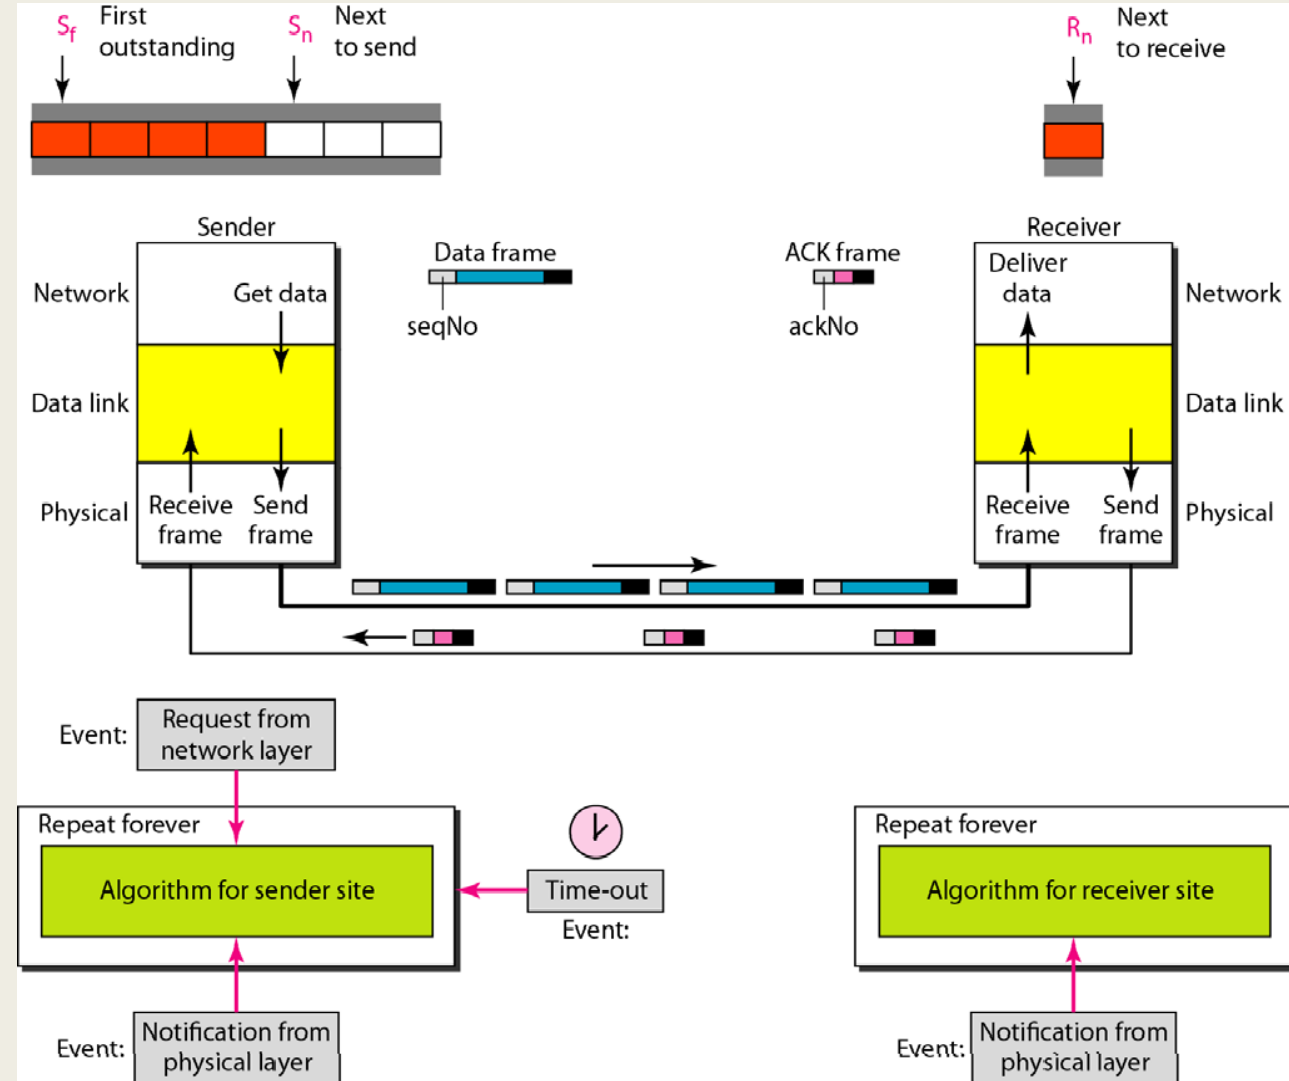 Sf First
outstanding
Sn Next
to send
Rn Next
to receive
Sender
Receiver
Data frame
seqNo
ACK frame
ackNo
Network
Get data
Deliver
data
Network
Data link
Data link
Physical
Receive
frame
Send
frame
Receive
frame
Send
frame
Physical
Event:
Request from
network layer
Repeat forever
Algorithm for sender site
Time-out
Event:
Repeat forever
Algorithm for receiver site
Event:
Notification from
physical layer
Event:
Notification from
physical layer